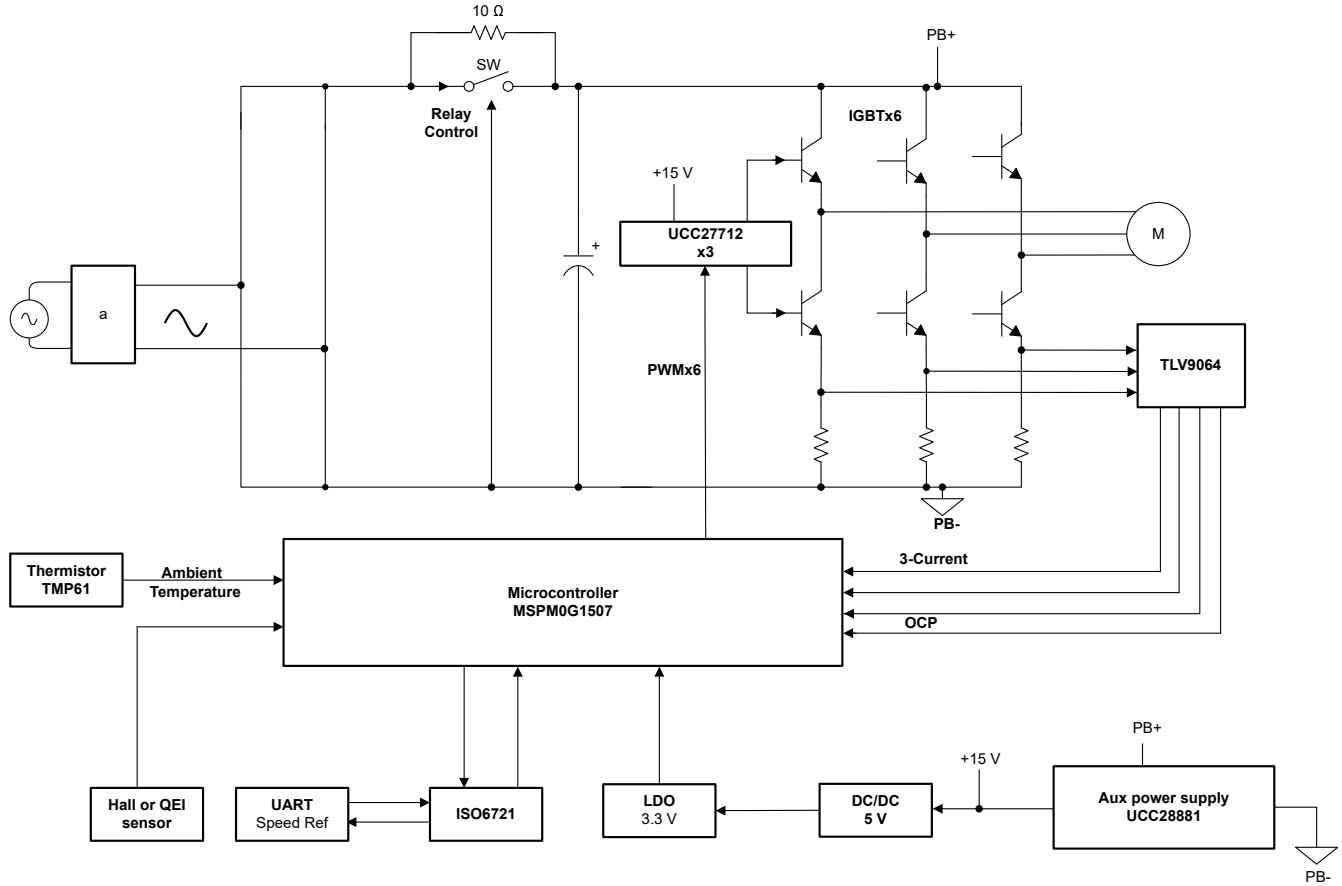 10 Ω
SW
Relay
Control
PB+
IGBTx6
+15 V
UCC27712
x3
M
a
+
PWMx6
TLV9064
PB-
Thermistor
TMP61
Ambient
Temperature
Microcontroller
MSPM0G1507
3-Current
OCP
Hall or QEI
sensor
UART
Speed Ref
ISO6721
LDO
3.3 V
DC/DC
5 V
+15 V
PB+
Aux power supply
UCC28881
PB-